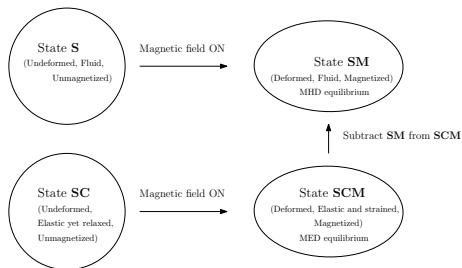 State S
(Undeformed, Fluid,
Unmagnetized)
Magnetic field ON
State SM
(Deformed, Fluid, Magnetized)
MHD equilibrium
Subtract SM from SCM
State SC
(Undeformed,
Elastic yet relaxed,
Unmagnetized)
Magnetic field ON
State SCM
(Deformed, Elastic and strained,
Magnetized)
MED equilibrium